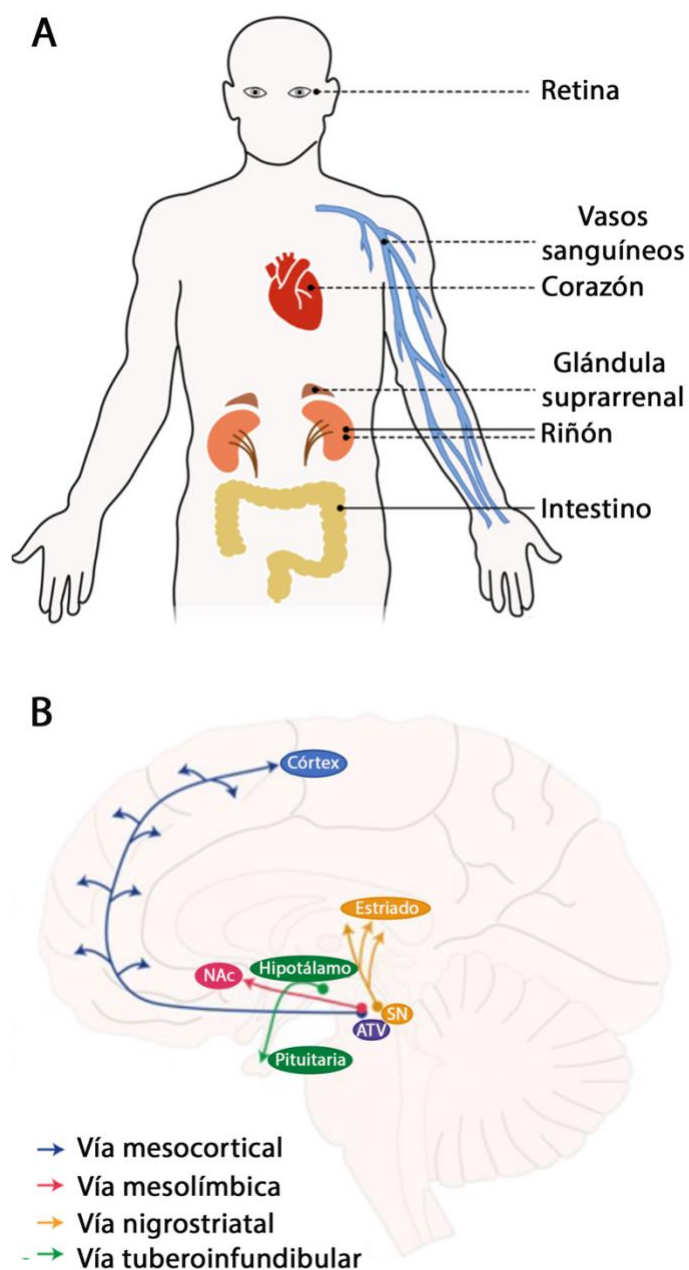 A
Retina
Vasos
sanguíneos
Corazón
Glándula
suprarrenal
Riñón
Intestino
B
Córtex
Estriado
NAc
Hipotálamo
SN
ATV
Pituitaria
Vía mesocortical
Vía mesolímbica
Vía nigrostriatal
Vía tuberoinfundibular